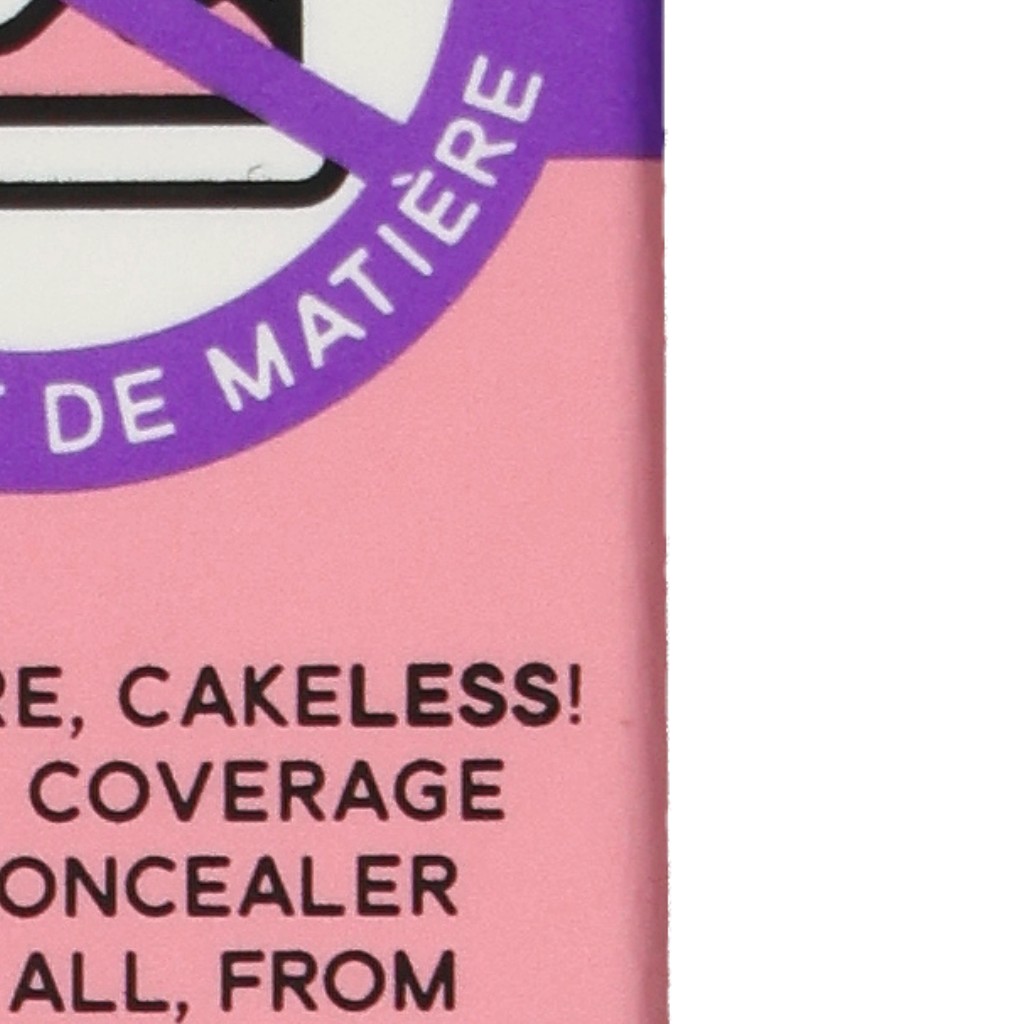 DE MATIÈRE
RE, CAKELESS!
COVERAGE
ONCEALER
ALL, FROM